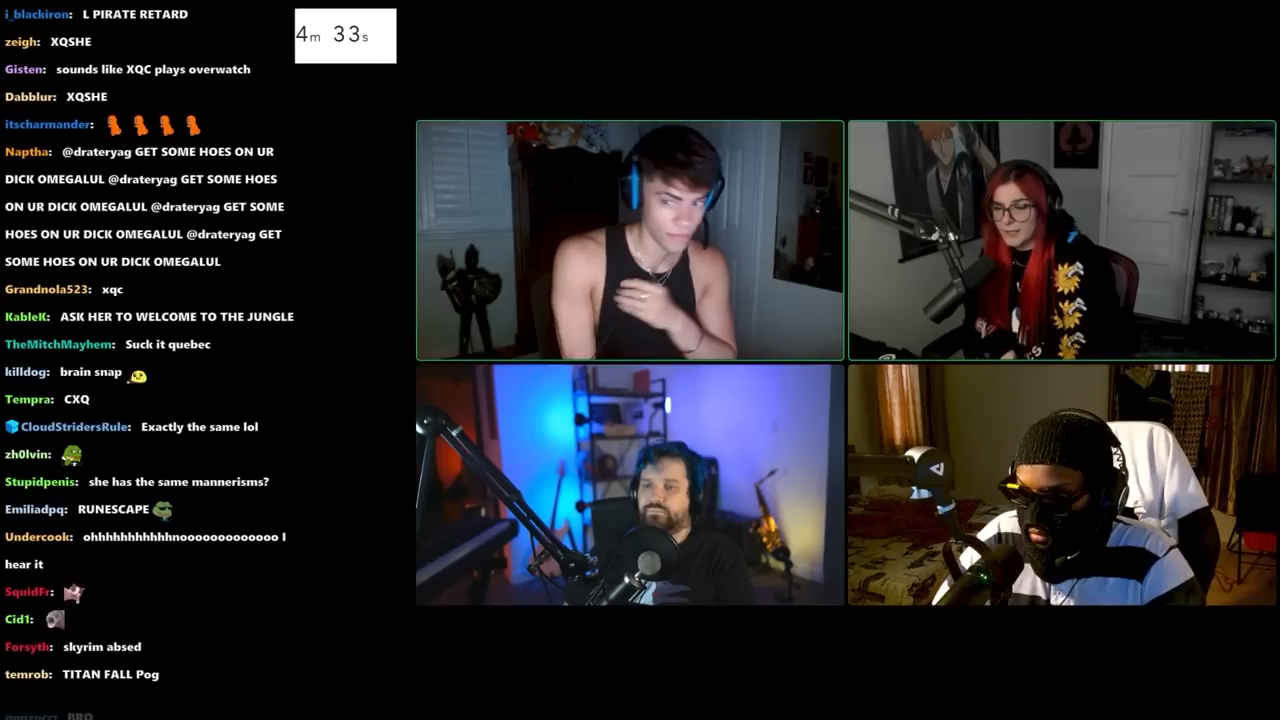 i_blackiron: L PIRATE RETARD
4m 33s
zeigh: XQSHE
Gisten: sounds like XQC plays overwatch
Dabblur: XQSHE
itscharmander:
Naptha: @drateryag GET SOME HOES ON UR
DICK OMEGALUL @drateryag GET SOME HOES
ON UR DICK OMEGALUL @drateryag GET SOME
HOES ON UR DICK OMEGALUL @drateryag GET
SOME HOES ON UR DICK OMEGALUL
Grandnola523: xqc
KableK: ASK HER TO WELCOME TO THE JUNGLE
TheMitchMayhem: Suck it quebec
killdog: brain snap
Tempra: CXQ
CloudStridersRule: Exactly the same lol
zh0lvin:
Stupidpenis: she has the same mannerisms?
Emiliadpq: RUNESCAPE
Undercook: ohhhhhhhhhhhnooooooooooooo I
hear it
SquidFr:
Cid1:
Forsyth: skyrim absed
temrob: TITAN FALL Pog
BRO